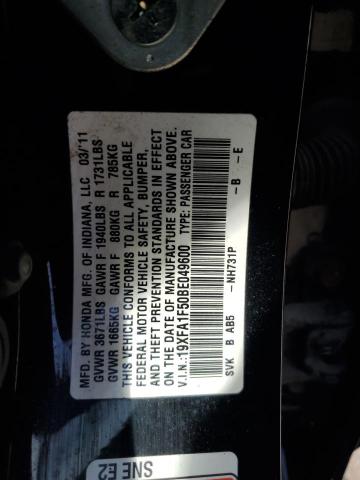 MFD. BY HONDA MFG. OF INDIANA, LLC 03/'11
GVWR 3671LBS GAWR F 1940LBS R 1731LBS
GVWR 1665KG GAWR F 880KG R 785KG
THIS VEHICLE CONFORMS TO ALL APPLICABLE
FEDERAL MOTOR VEHICLE SAFETY, BUMPER,
AND THEFT PREVENTION STANDARDS IN EFFECT
ON THE DATE OF MANUFACTURE SHOWN ABOVE.
V.I.N.:19XFA1F50BE049600 TYPE: PASSENGER CAR
SVK B AB5 -NH731P -B -E
SNE E2